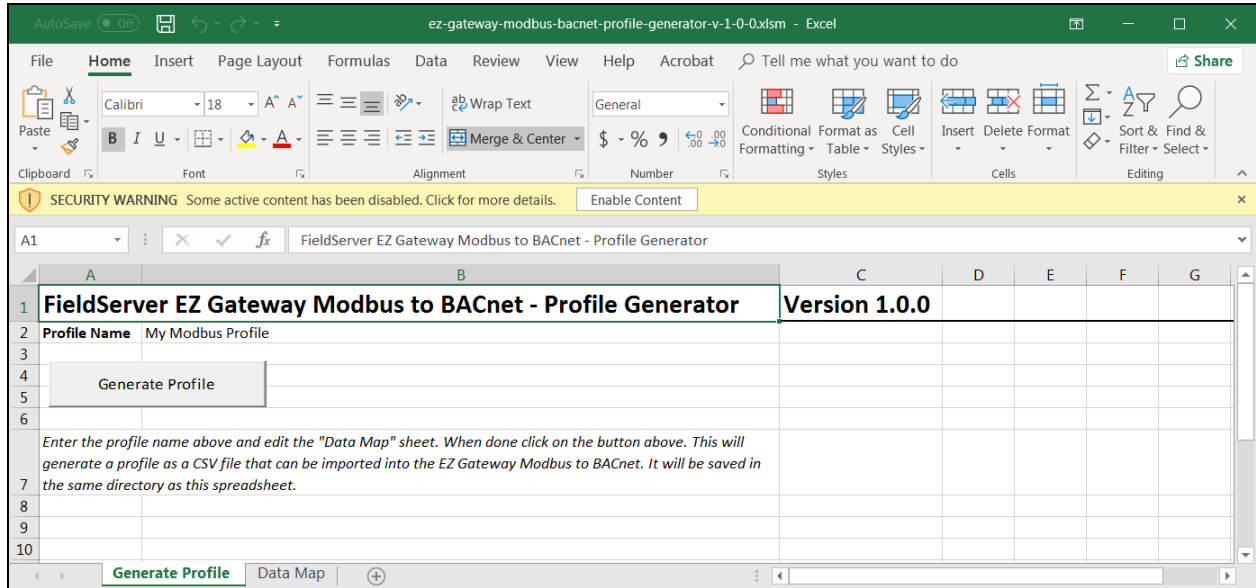 AutoSave Off ez-gateway-modbus-bacnet-profile-generator-v-1-0-0.xlsm - Excel
File Home Insert Page Layout Formulas Data Review View Help Acrobat Tell me what you want to do Share
Paste Calibri 18 A A Wrap Text General Conditional Format as Cell Insert Delete Format Sort & Find &
B I U A Merge & Center $ % , .00 Formatting Table Styles Filter Select
Clipboard Font Alignment Number Styles Cells Editing
SECURITY WARNING Some active content has been disabled. Click for more details. Enable Content
A1 fx FieldServer EZ Gateway Modbus to BACnet - Profile Generator
A B C D E F G
1 FieldServer EZ Gateway Modbus to BACnet - Profile Generator Version 1.0.0
2 Profile Name My Modbus Profile
3
4 Generate Profile
5
6
Enter the profile name above and edit the "Data Map" sheet. When done click on the button above. This will
generate a profile as a CSV file that can be imported into the EZ Gateway Modbus to BACnet. It will be saved in
7 the same directory as this spreadsheet.
8
9
10
Generate Profile Data Map